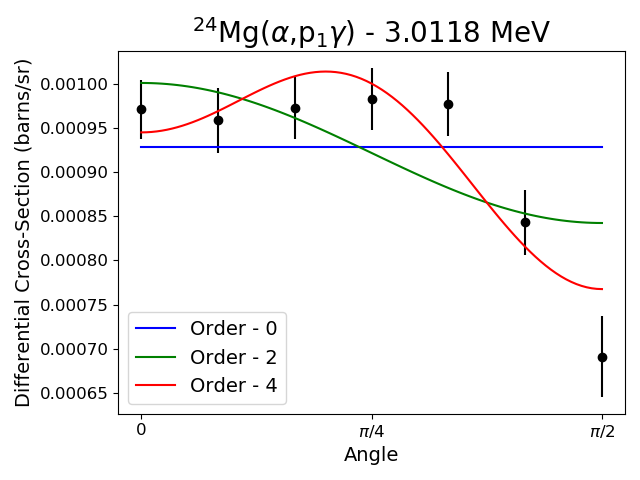 ²⁴Mg(α,p₁γ) - 3.0118 MeV
Differential Cross-Section (barns/sr)
0.00100
0.00095
0.00090
0.00085
0.00080
0.00075
0.00070
0.00065
Order - 0
Order - 2
Order - 4
0
π/4
π/2
Angle